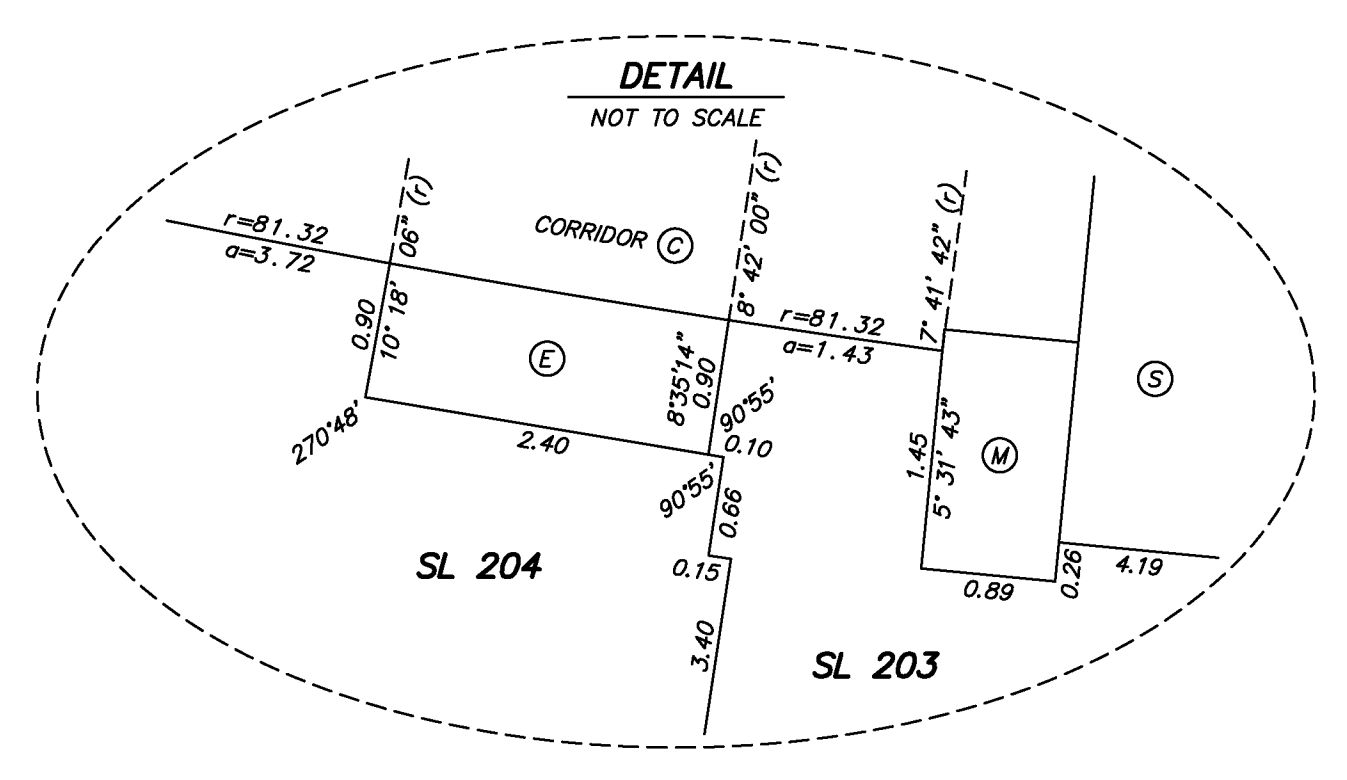 DETAIL
NOT TO SCALE
r=81.32
a=3.72
10° 18' 06" (r)
0.90
CORRIDOR C
8° 42' 00" (r)
r=81.32
a=1.43
7° 41' 42" (r)
E
8°35'14"
0.90
90°55'
0.10
270°48'
2.40
90°55'
0.66
1.45
5° 31' 43"
M
S
SL 204
0.15
3.40
0.89
0.26
4.19
SL 203